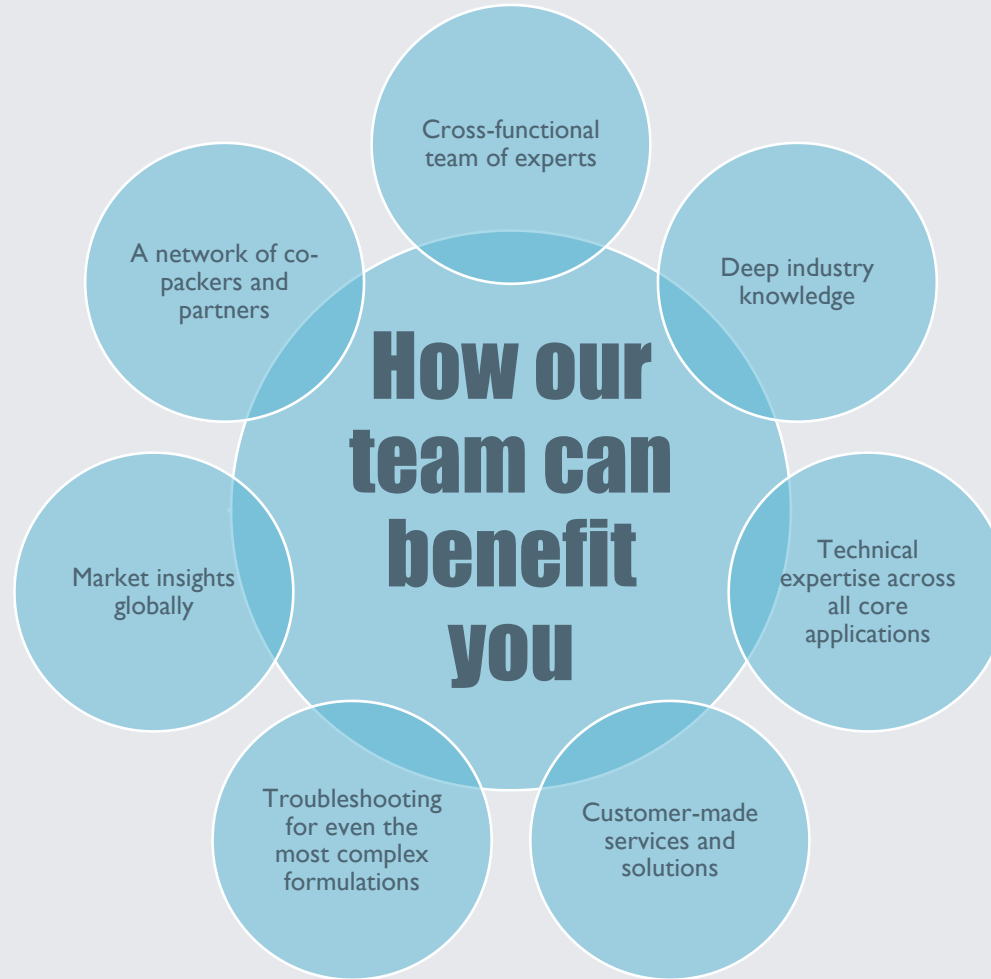 How our
team can
benefit
you
Cross-functional
team of experts
Deep industry
knowledge
Technical
expertise across
all core
applications
Customer-made
services and
solutions
Troubleshooting
for even the
most complex
formulations
Market insights
globally
A network of co-
packers and
partners